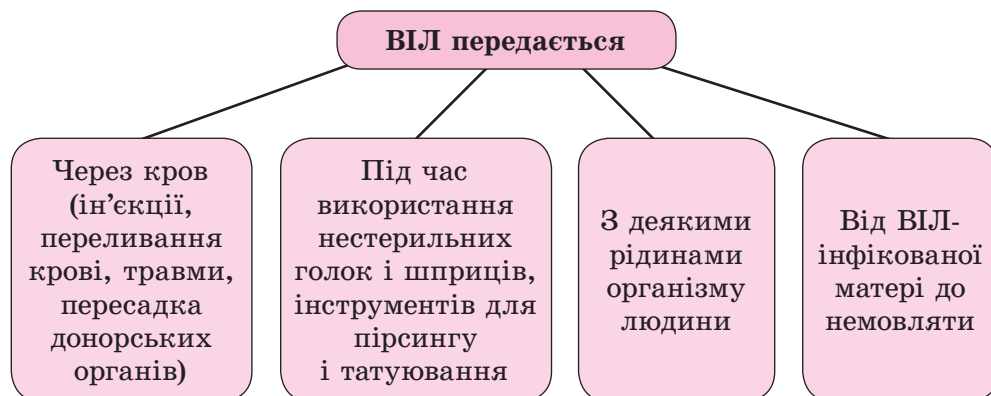 ВІЛ передається
Через кров
(ін’єкції,
переливання
крові, травми,
пересадка
донорських
органів)
Під час
використання
нестерильних
голок і шприців,
інструментів для
пірсингу
і татуювання
З деякими
рідинами
організму
людини
Від ВІЛ-
інфікованої
матері до
немовляти